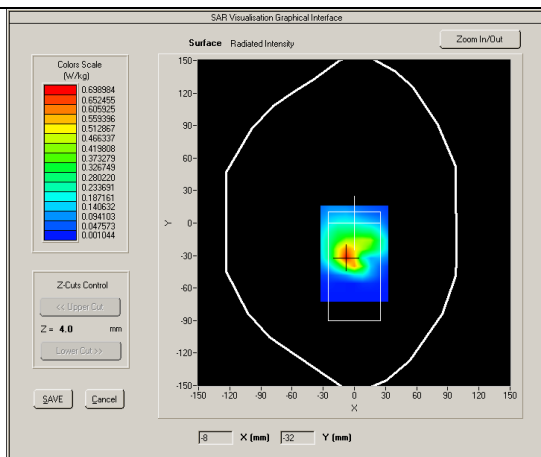 SAR Visualisation Graphical Interface
Surface Radiated Intensity
Zoom In/Out
Colors Scale
(W/kg)
0.698984
0.652455
0.605925
0.559396
0.512867
0.466337
0.419808
0.373279
0.326749
0.280220
0.233691
0.187161
0.140632
0.094103
0.047573
0.001044
Z-Cuts Control
<< Upper Cut
Z = 4.0 mm
Lower Cut >>
SAVE Cancel
150-
120-
90-
60-
30-
0-
-30-
-60-
-90-
-120-
-150-
Y
-150 -120 -90 -60 -30 0 30 60 90 120 150
X
-8 X (mm) -32 Y (mm)